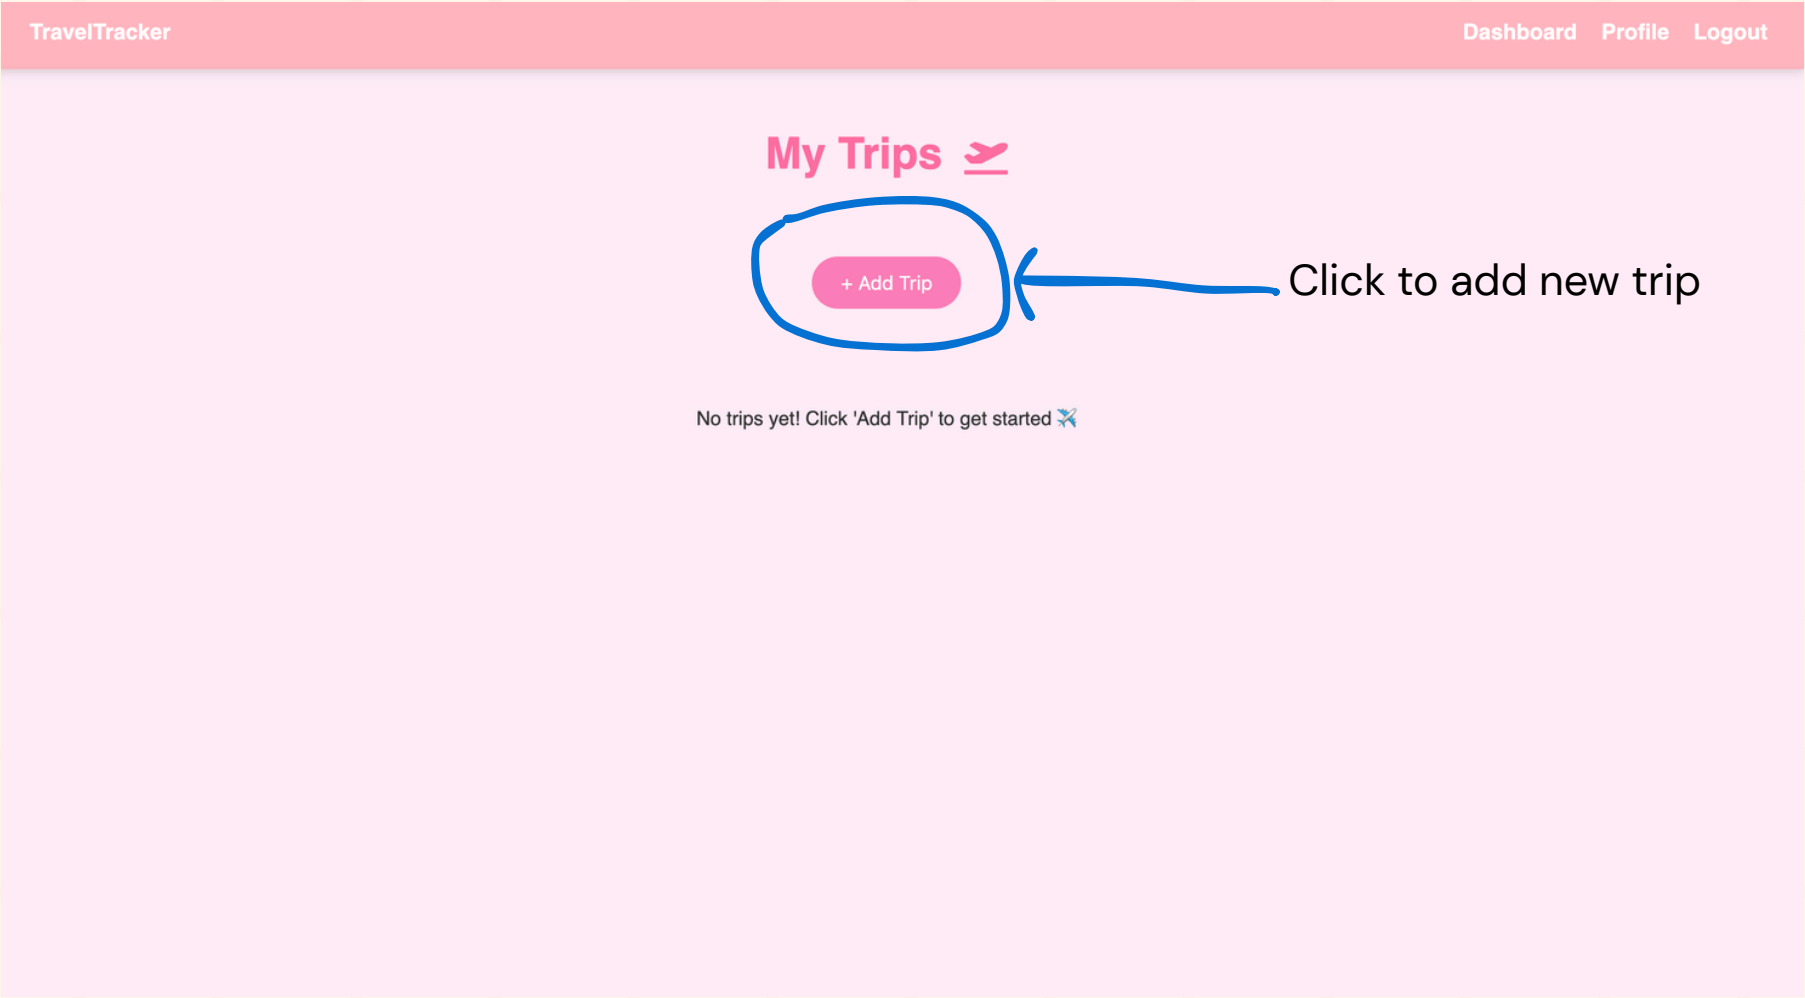 TravelTracker
Dashboard Profile Logout
My Trips
+ Add Trip
Click to add new trip
No trips yet! Click 'Add Trip' to get started ✈️